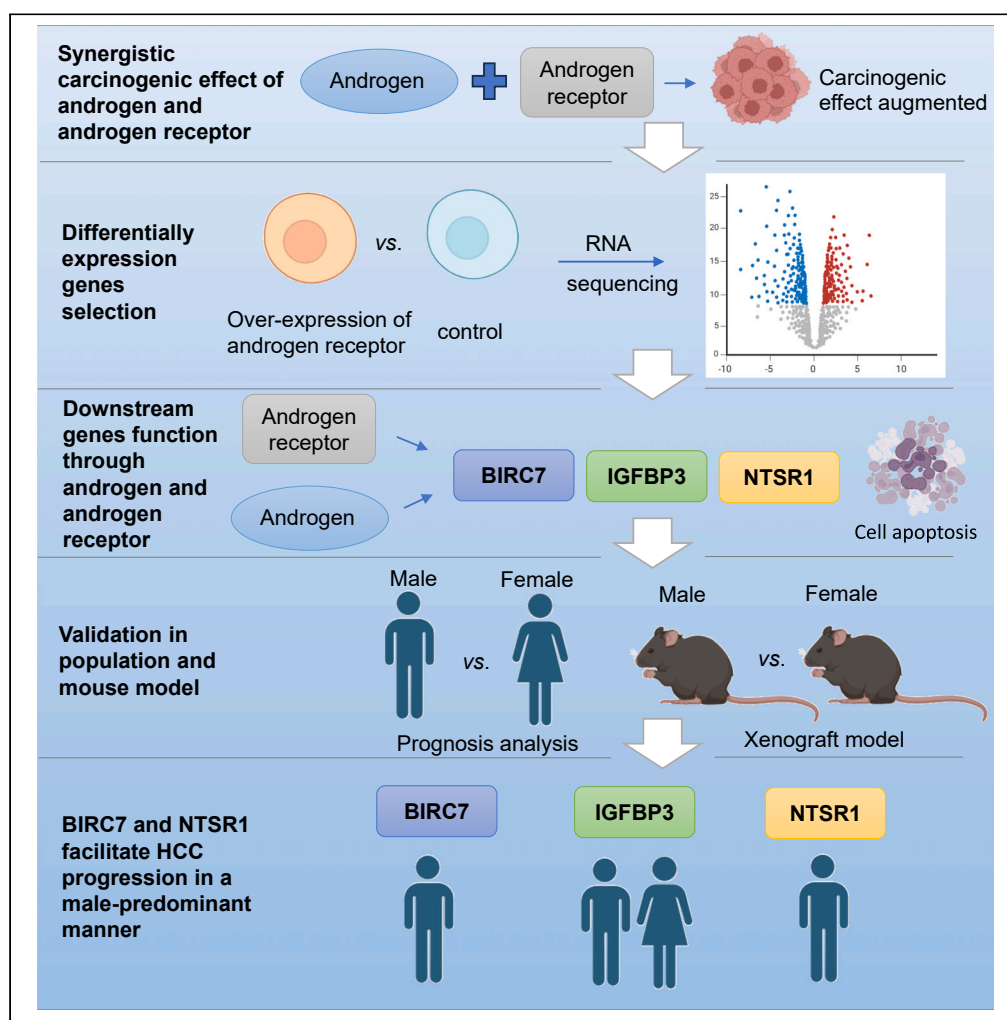 Synergistic
carcinogenic effect of
androgen and
androgen receptor
Androgen
Androgen
receptor
Carcinogenic
effect augmented
Differentially
expression
genes
selection
vs.
Over-expression of
androgen receptor
control
RNA
sequencing
25
20
15
10
5
0
-10
-5
0
5
10
Downstream
genes function
through
androgen and
androgen
receptor
Androgen
receptor
Androgen
BIRC7
IGFBP3
NTSR1
Cell apoptosis
Validation in
population and
mouse model
Male
Female
vs.
Prognosis analysis
Male
Female
vs.
Xenograft model
BIRC7 and NTSR1
facilitate HCC
progression in a
male-predominant
manner
BIRC7
IGFBP3
NTSR1